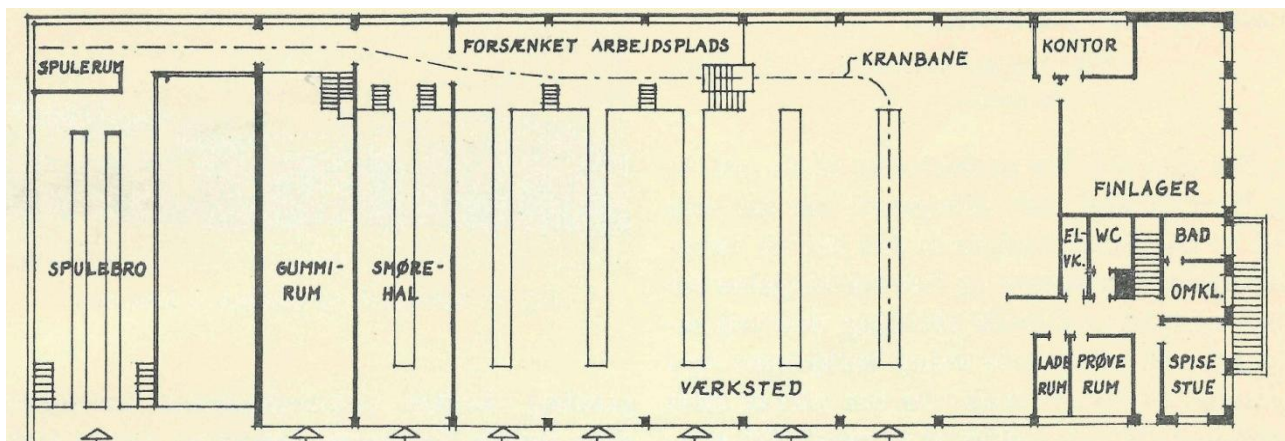 FORSÆNKET ARBEJDSPLADS
KONTOR
KRANBANE
SPULERUM
FINLAGER
EL-
VK.
WC
BAD
OMKL.
SPULEBRO
GUMMI-
RUM
SMØRE-
HAL
VÆRKSTED
LADE
RUM
PRØVE
RUM
SPISE
STUE